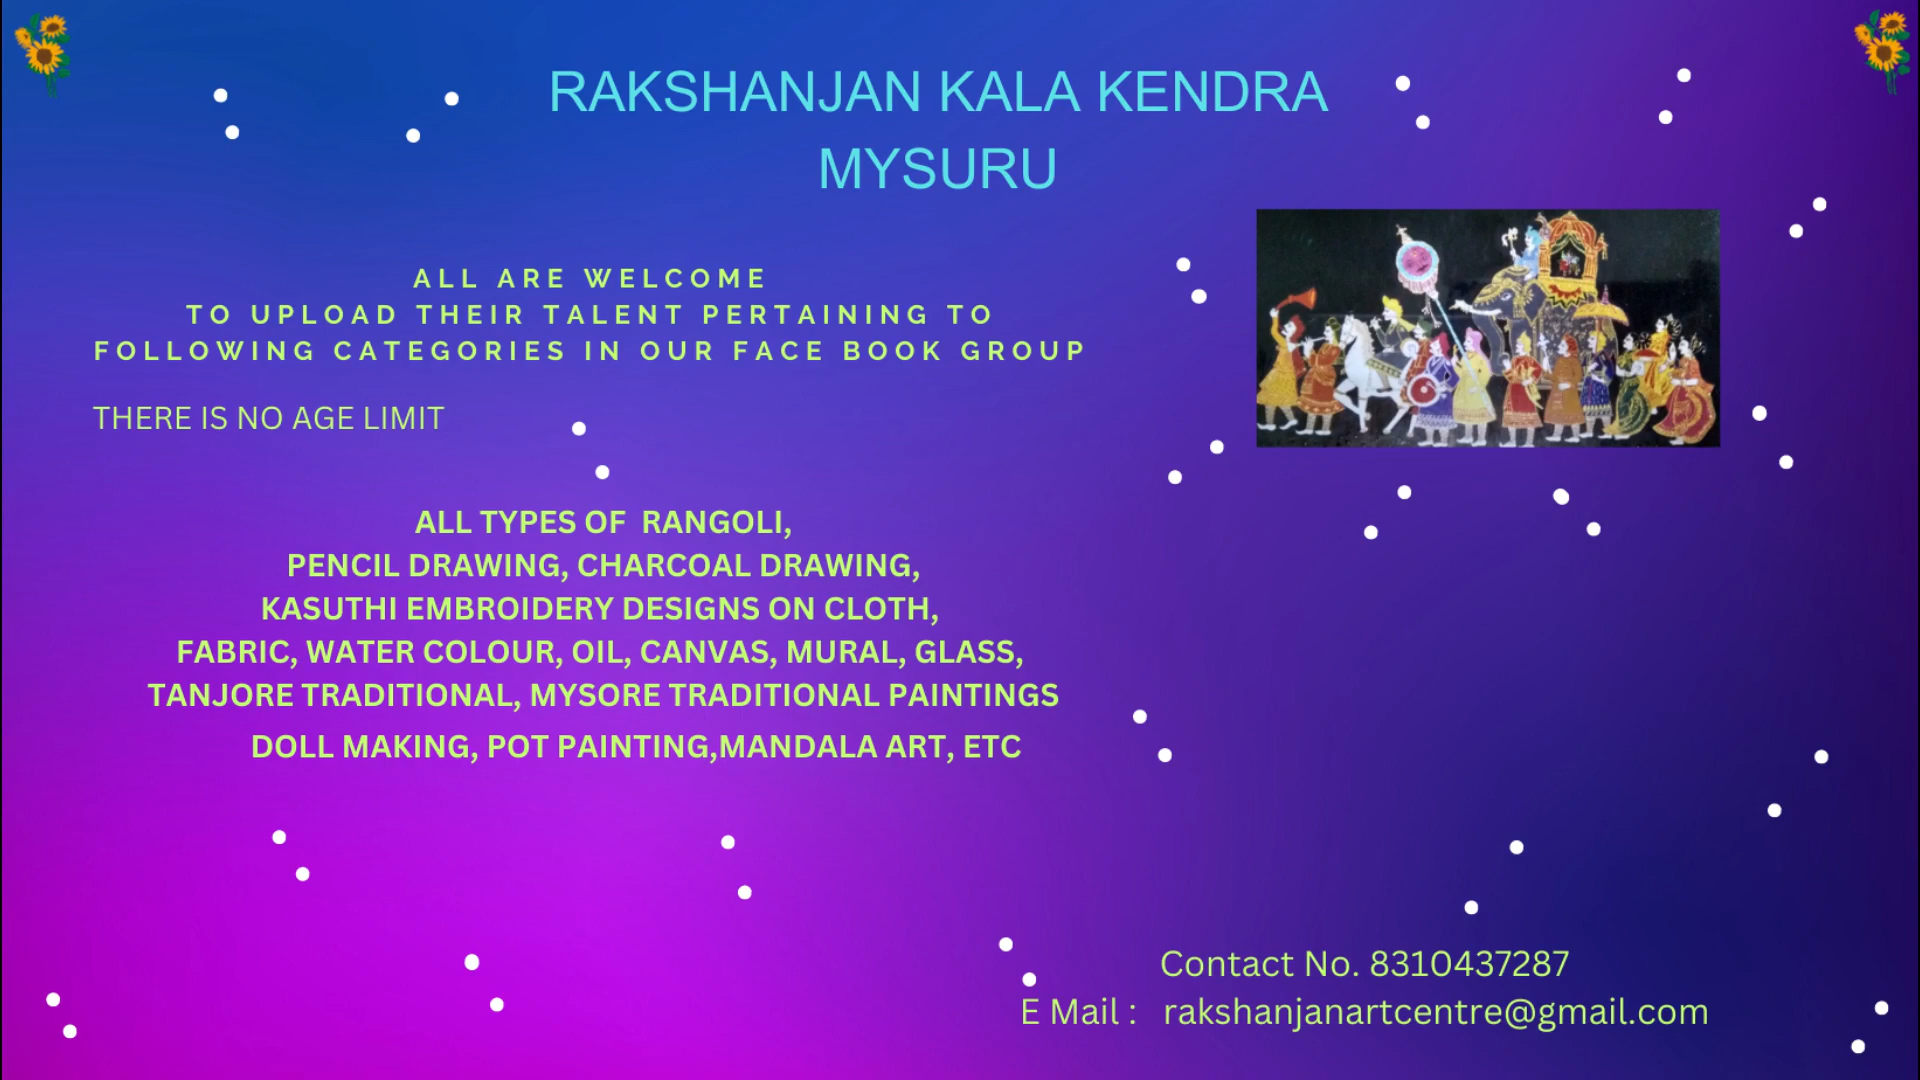 RAKSHANJAN KALA KENDRA
MYSURU
ALL ARE WELCOME
TO UPLOAD THEIR TALENT PERTAINING TO
FOLLOWING CATEGORIES IN OUR FACE BOOK GROUP
THERE IS NO AGE LIMIT
ALL TYPES OF  RANGOLI,
PENCIL DRAWING, CHARCOAL DRAWING,
KASUTHI EMBROIDERY DESIGNS ON CLOTH,
FABRIC, WATER COLOUR, OIL, CANVAS, MURAL, GLASS,
TANJORE TRADITIONAL, MYSORE TRADITIONAL PAINTINGS
DOLL MAKING, POT PAINTING,MANDALA ART, ETC
Contact No. 8310437287
E Mail :   rakshanjanartcentre@gmail.com